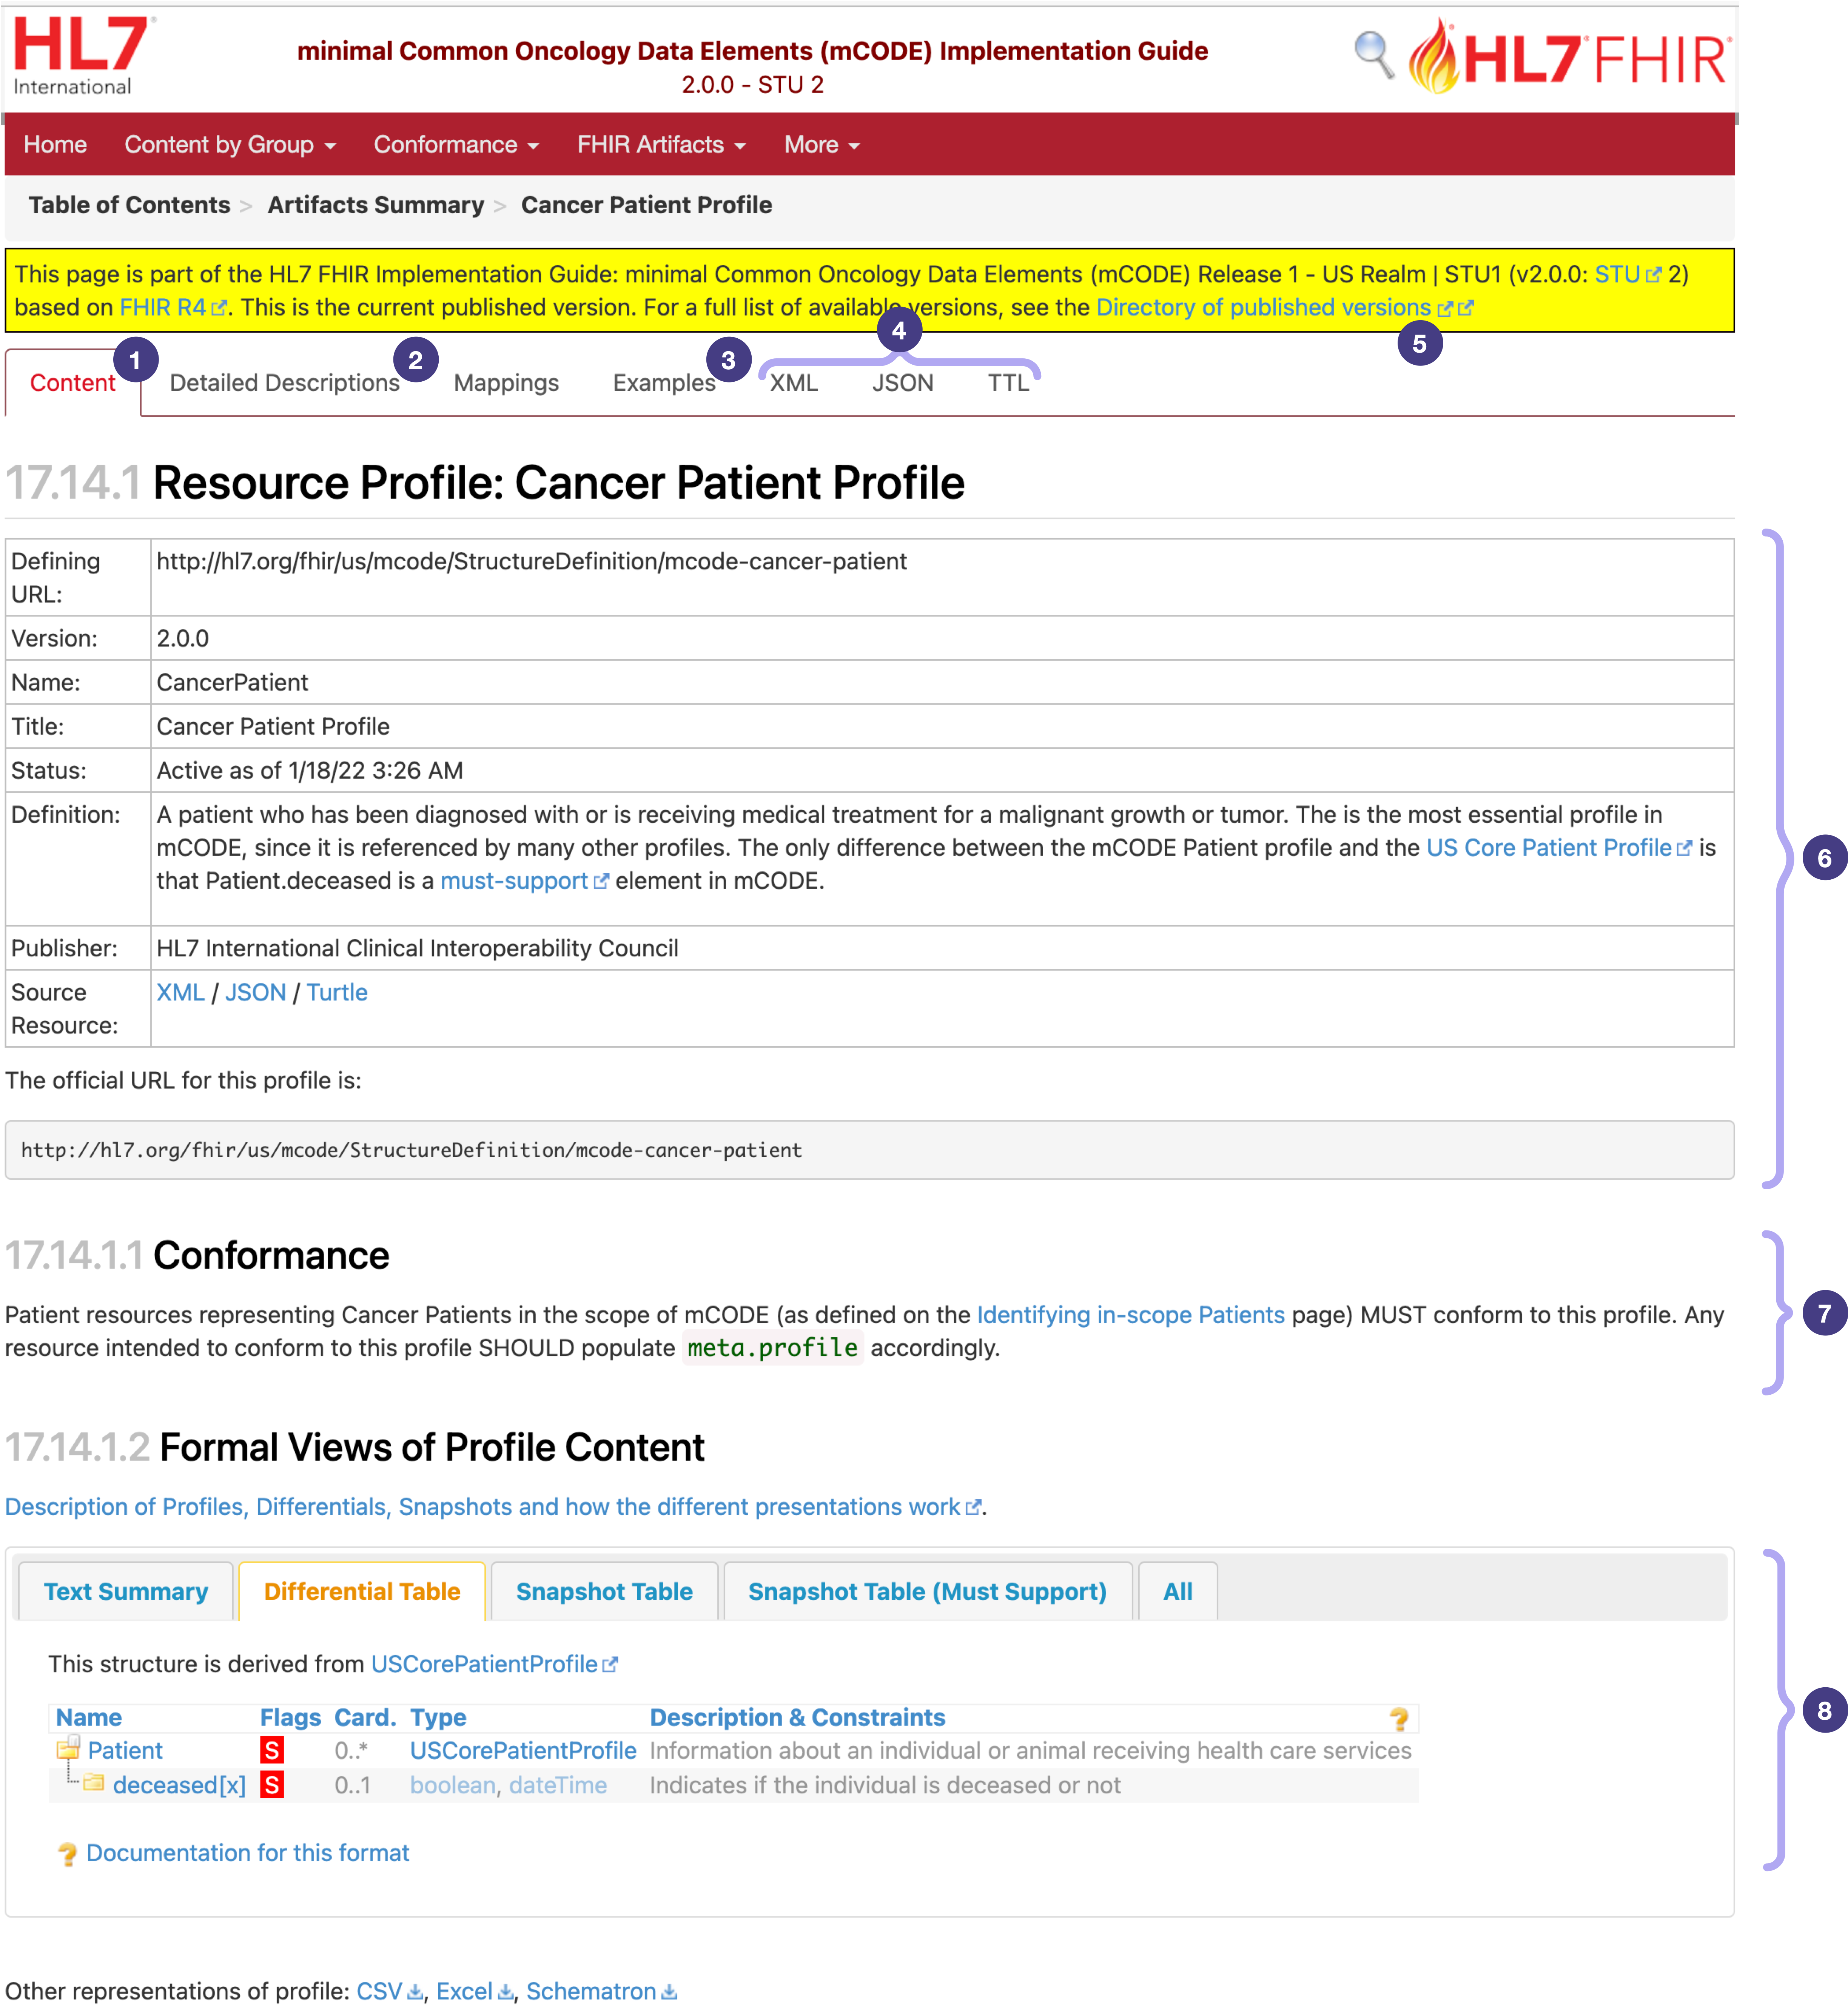 HL7
International
minimal Common Oncology Data Elements (mCODE) Implementation Guide
2.0.0 - STU 2
HL7 FHIR
Home Content by Group Conformance FHIR Artifacts More
Table of Contents > Artifacts Summary > Cancer Patient Profile
This page is part of the HL7 FHIR Implementation Guide: minimal Common Oncology Data Elements (mCODE) Release 1 - US Realm | STU1 (v2.0.0: STU 2)
based on FHIR R4. This is the current published version. For a full list of available versions, see the Directory of published versions
1 2 3 4 5
Content Detailed Descriptions Mappings Examples XML JSON TTL
17.14.1 Resource Profile: Cancer Patient Profile
Defining URL: http://hl7.org/fhir/us/mcode/StructureDefinition/mcode-cancer-patient
Version: 2.0.0
Name: CancerPatient
Title: Cancer Patient Profile
Status: Active as of 1/18/22 3:26 AM
Definition: A patient who has been diagnosed with or is receiving medical treatment for a malignant growth or tumor. The is the most essential profile in
mCODE, since it is referenced by many other profiles. The only difference between the mCODE Patient profile and the US Core Patient Profile is
that Patient.deceased is a must-support element in mCODE.
6
Publisher: HL7 International Clinical Interoperability Council
Source Resource: XML / JSON / Turtle
The official URL for this profile is:
http://hl7.org/fhir/us/mcode/StructureDefinition/mcode-cancer-patient
17.14.1.1 Conformance
Patient resources representing Cancer Patients in the scope of mCODE (as defined on the Identifying in-scope Patients page) MUST conform to this profile. Any
resource intended to conform to this profile SHOULD populate meta.profile accordingly.
7
17.14.1.2 Formal Views of Profile Content
Description of Profiles, Differentials, Snapshots and how the different presentations work.
Text Summary Differential Table Snapshot Table Snapshot Table (Must Support) All
This structure is derived from USCorePatientProfile
Name Flags Card. Type Description & Constraints ?
8
Patient S 0..* USCorePatientProfile Information about an individual or animal receiving health care services
deceased[x] S 0..1 boolean, dateTime Indicates if the individual is deceased or not
? Documentation for this format
Other representations of profile: CSV, Excel, Schematron